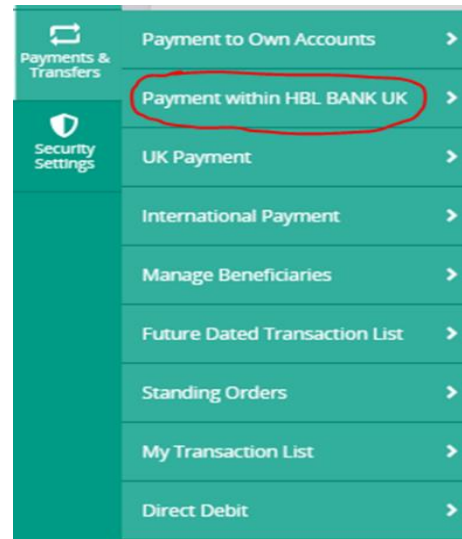 Payments &
Transfers
Security
Settings
Payment to Own Accounts
Payment within HBL BANK UK
UK Payment
International Payment
Manage Beneficiaries
Future Dated Transaction List
Standing Orders
My Transaction List
Direct Debit